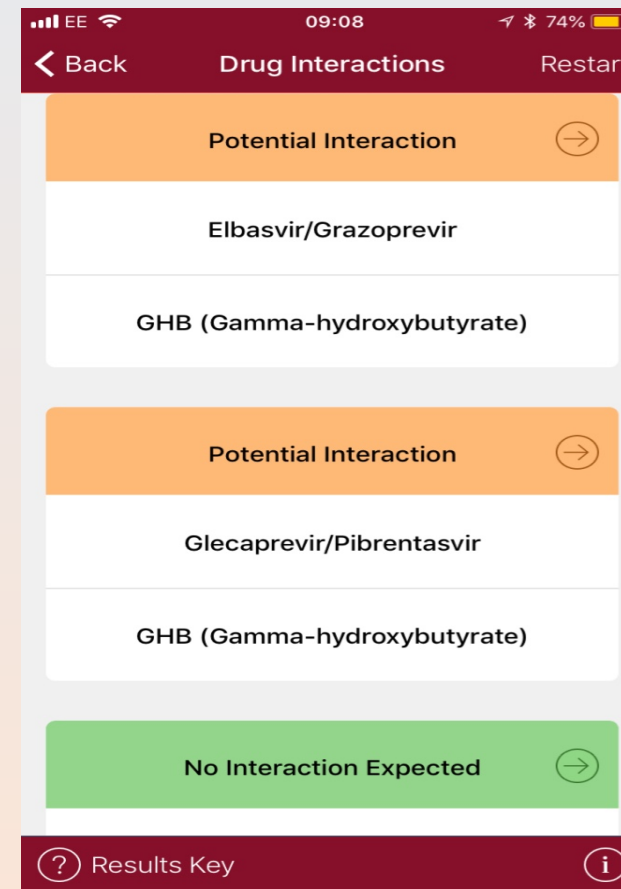 EE 09:08 74%
Back Drug Interactions Restar
Potential Interaction
Elbasvir/Grazoprevir
GHB (Gamma-hydroxybutyrate)
Potential Interaction
Glecaprevir/Pibrentasvir
GHB (Gamma-hydroxybutyrate)
No Interaction Expected
? Results Key i